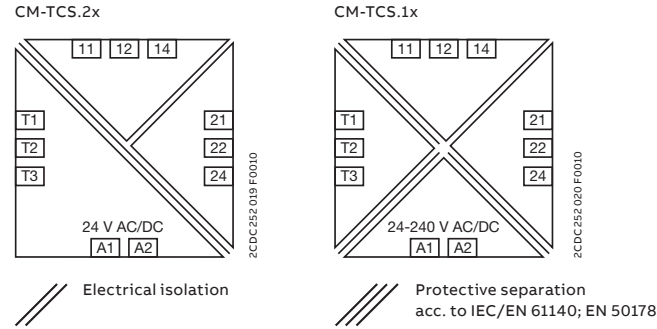 CM-TCS.2x
CM-TCS.1x
11 12 14
11 12 14
T1
T2
T3
21
22
24
T1
T2
T3
21
22
24
24 V AC/DC
A1 A2
24-240 V AC/DC
A1 A2
2CDC 252 019 F0010
2CDC 252 020 F0010
Electrical isolation
Protective separation
acc. to IEC/EN 61140; EN 50178